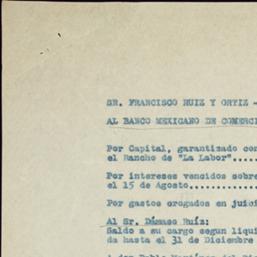 SR. FRANCISCO RUIZ Y ORTIZ -
AL BANCO MEXICANO DE COMERCI
Por Capital, garantizado con
el Rancho de "La Labor".....
Por intereses vencidos sobre
el 15 de Agosto.............
Por gastos erogados en juici
Al Sr. Dámaso Ruíz:
Saldo a su cargo segun liqui
da hasta el 31 de Diciembre